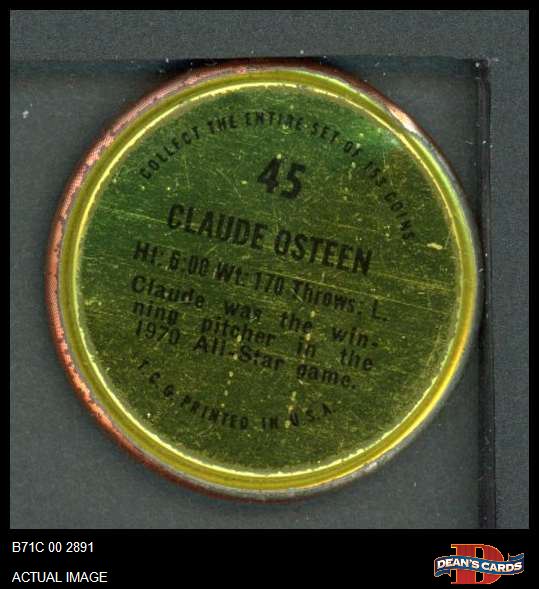 COLLECT THE ENTIRE SET OF 153 COINS
45
CLAUDE OSTEEN
Ht: 6:00 Wt: 170 Throws: L.
Claude was the win-
ning pitcher in the
1970 All-Star game.
T.C.G. PRINTED IN U.S.A.
B71C 00 2891
ACTUAL IMAGE
DEAN'S CARDS